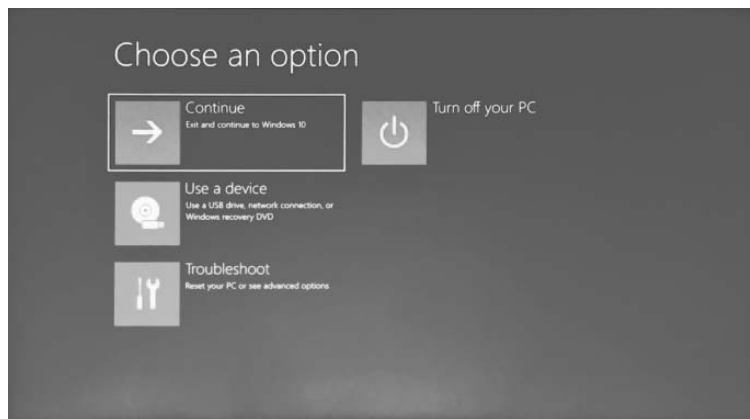 Choose an option
Continue
Exit and continue to Windows 10
Turn off your PC
Use a device
Use a USB drive, network connection, or
Windows recovery DVD
Troubleshoot
Reset your PC or see advanced options